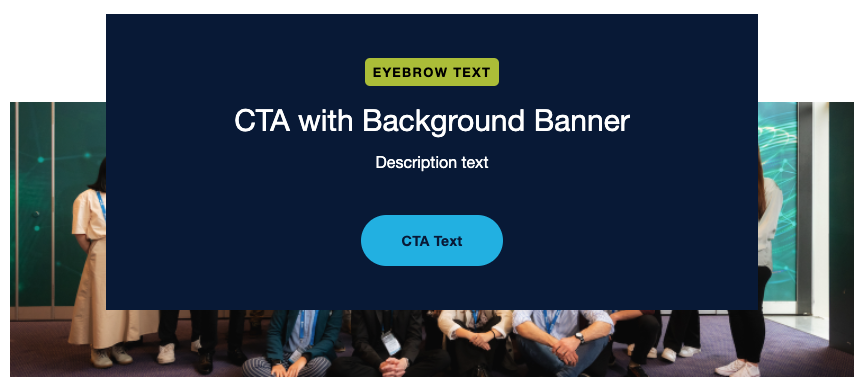 EYEBROW TEXT
CTA with Background Banner
Description text
CTA Text